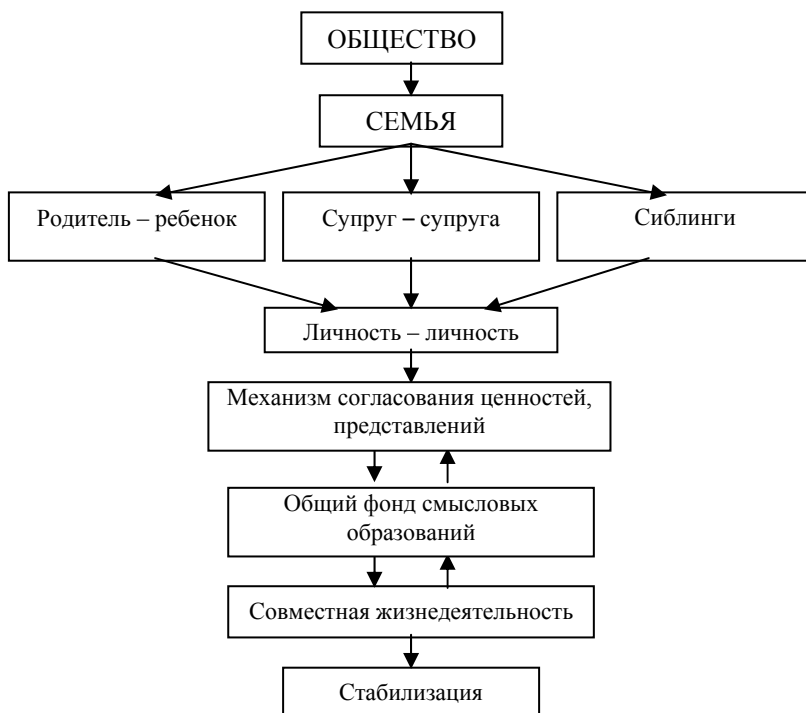 ОБЩЕСТВО
СЕМЬЯ
Родитель – ребенок
Супруг – супруга
Сиблинги
Личность – личность
Механизм согласования ценностей,
представлений
Общий фонд смысловых
образований
Совместная жизнедеятельность
Стабилизация